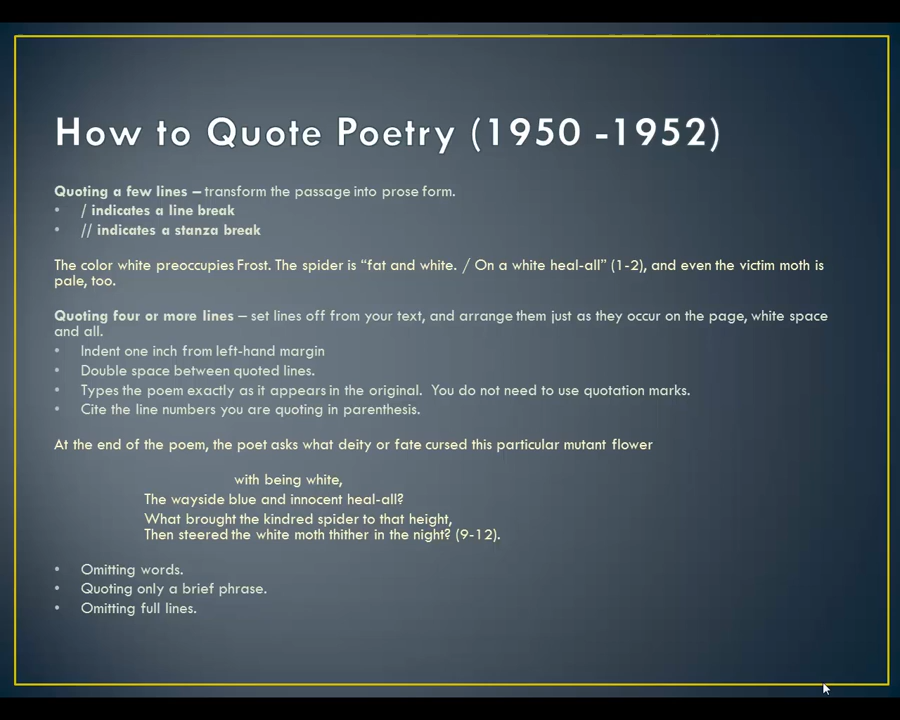 How to Quote Poetry (1950 -1952)
Quoting a few lines – transform the passage into prose form.
• / indicates a line break
• // indicates a stanza break
The color white preoccupies Frost. The spider is “fat and white. / On a white heal-all” (1-2), and even the victim moth is
pale, too.
Quoting four or more lines – set lines off from your text, and arrange them just as they occur on the page, white space
and all.
• Indent one inch from left-hand margin
• Double space between quoted lines.
• Types the poem exactly as it appears in the original. You do not need to use quotation marks.
• Cite the line numbers you are quoting in parenthesis.
At the end of the poem, the poet asks what deity or fate cursed this particular mutant flower
with being white,
The wayside blue and innocent heal-all?
What brought the kindred spider to that height,
Then steered the white moth thither in the night? (9-12).
• Omitting words.
• Quoting only a brief phrase.
• Omitting full lines.